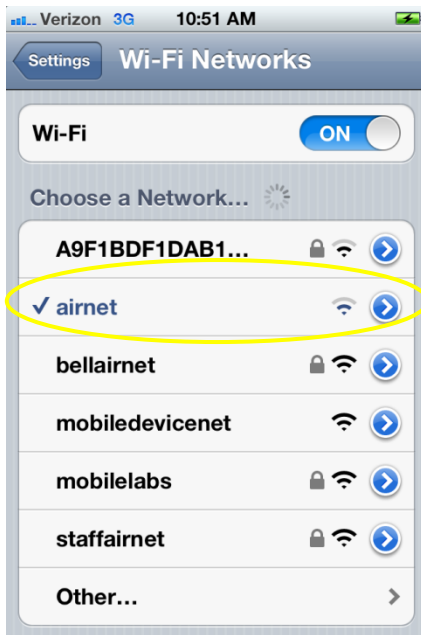 Verizon 3G 10:51 AM
Settings Wi-Fi Networks
Wi-Fi ON
Choose a Network...
A9F1BDF1DAB1...
airnet
bellairnet
mobiledevicenet
mobilelabs
staffairnet
Other...